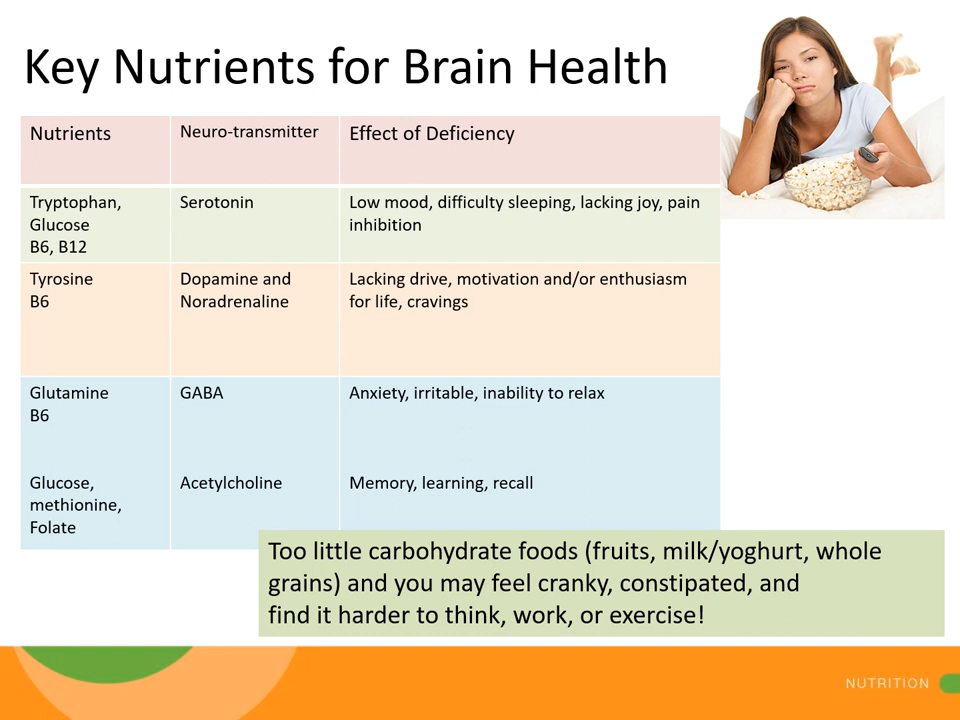 Key Nutrients for Brain Health
Nutrients
Neuro-transmitter
Effect of Deficiency
Tryptophan,
Glucose
B6, B12
Serotonin
Low mood, difficulty sleeping, lacking joy, pain
inhibition
Tyrosine
B6
Dopamine and
Noradrenaline
Lacking drive, motivation and/or enthusiasm
for life, cravings
Glutamine
B6
GABA
Anxiety, irritable, inability to relax
Glucose,
methionine,
Folate
Acetylcholine
Memory, learning, recall
Too little carbohydrate foods (fruits, milk/yoghurt, whole
grains) and you may feel cranky, constipated, and
find it harder to think, work, or exercise!
NUTRITION